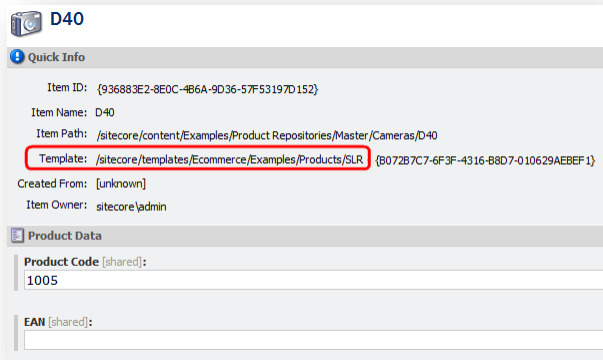 D40
Quick Info
Item ID: {936883E2-8E0C-4B6A-9D36-57F53197D152}
Item Name: D40
Item Path: /sitecore/content/Examples/Product Repositories/Master/Cameras/D40
Template: /sitecore/templates/Ecommerce/Examples/Products/SLR - {B072B7C7-6F3F-4316-B8D7-010629AEBEF1}
Created From: [unknown]
Item Owner: sitecore\admin
Product Data
Product Code [shared]:
1005
EAN [shared]: